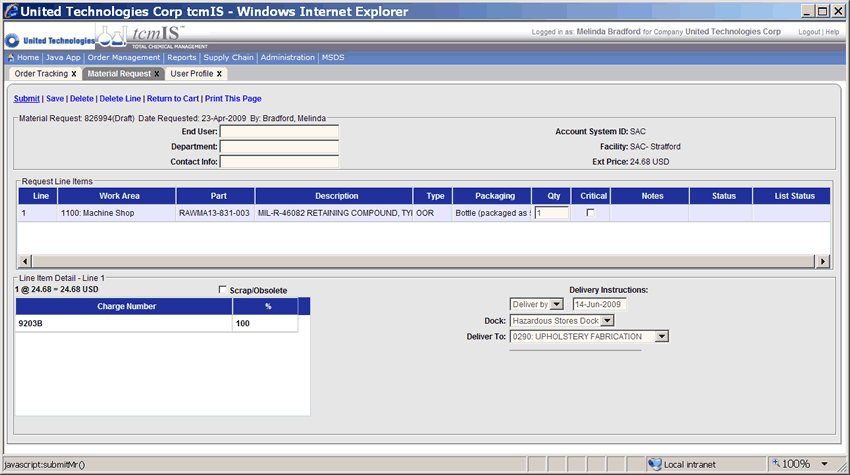 United Technologies Corp tcmIS - Windows Internet Explorer
United Technologies tcmIS™ TOTAL CHEMICAL MANAGEMENT Logged in as: Melinda Bradford for Company United Technologies Corp Logout | Help
Home | Java App | Order Management | Reports | Supply Chain | Administration | MSDS
Order Tracking X Material Request X User Profile X
Submit | Save | Delete | Delete Line | Return to Cart | Print This Page
Material Request: 826994(Draft) Date Requested: 23-Apr-2009 By: Bradford, Melinda
End User: Account System ID: SAC
Department: Facility: SAC- Stratford
Contact Info: Ext Price: 24.68 USD
Request Line Items
Line Work Area Part Description Type Packaging Qty Critical Notes Status List Status
1 1100: Machine Shop RAWMA13-831-003 MIL-R-46082 RETAINING COMPOUND, TYI OOR Bottle (packaged as 1
Line Item Detail - Line 1
1 @ 24.68 = 24.68 USD Scrap/Obsolete Delivery Instructions:
Charge Number % Deliver by 14-Jun-2009
9203B 100 Dock: Hazardous Stores Dock
Deliver To: 0290: UPHOLSTERY FABRICATION
javascript:submitMr() Local intranet 100%